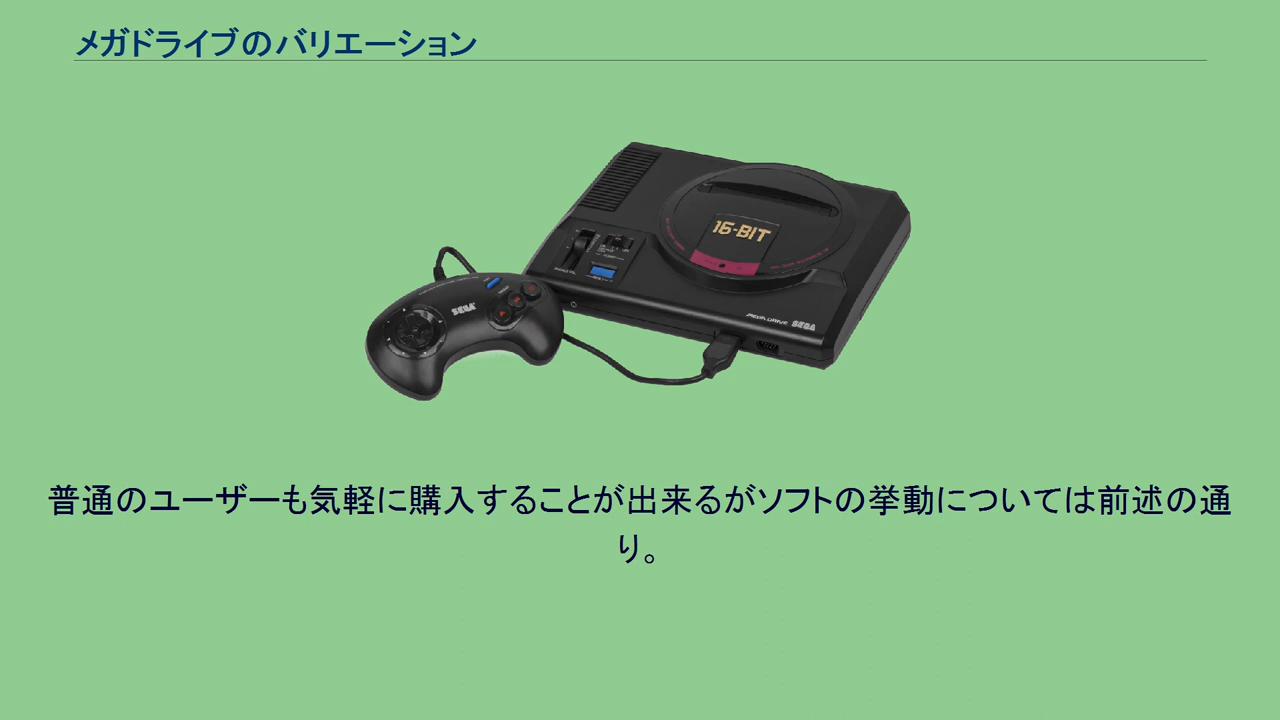 メガドライブのバリエーション
16-BIT
SEGA
MEGA DRIVE SEGA
普通のユーザーも気軽に購入することが出来るがソフトの挙動については前述の通
り。